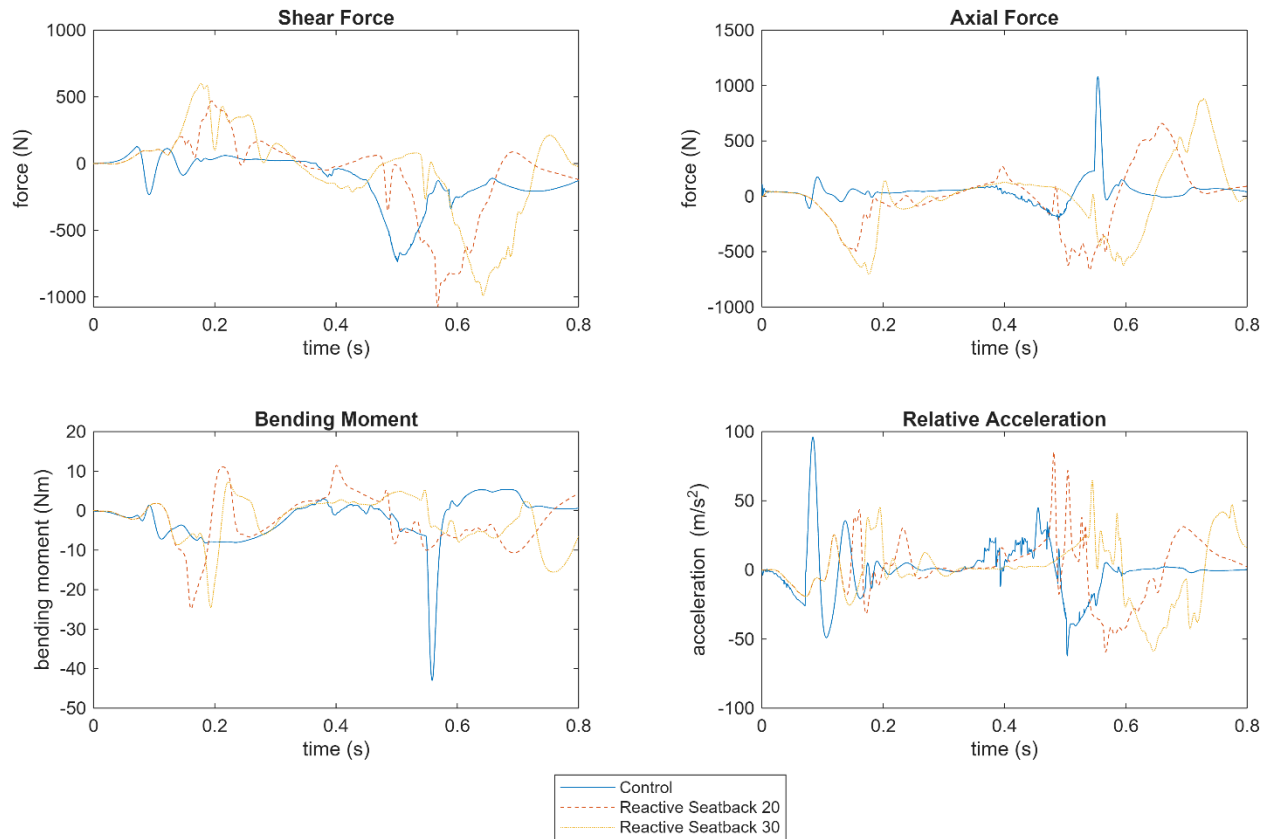 Shear Force
1000
500
0
-500
-1000
force (N)
0 0.2 0.4 0.6 0.8
time (s)
Axial Force
1500
1000
500
0
-500
-1000
force (N)
0 0.2 0.4 0.6 0.8
time (s)
Bending Moment
20
10
0
-10
-20
-30
-40
-50
bending moment (Nm)
0 0.2 0.4 0.6 0.8
time (s)
Relative Acceleration
100
50
0
-50
-100
acceleration (m/s²)
0 0.2 0.4 0.6 0.8
time (s)
Control
Reactive Seatback 20
Reactive Seatback 30